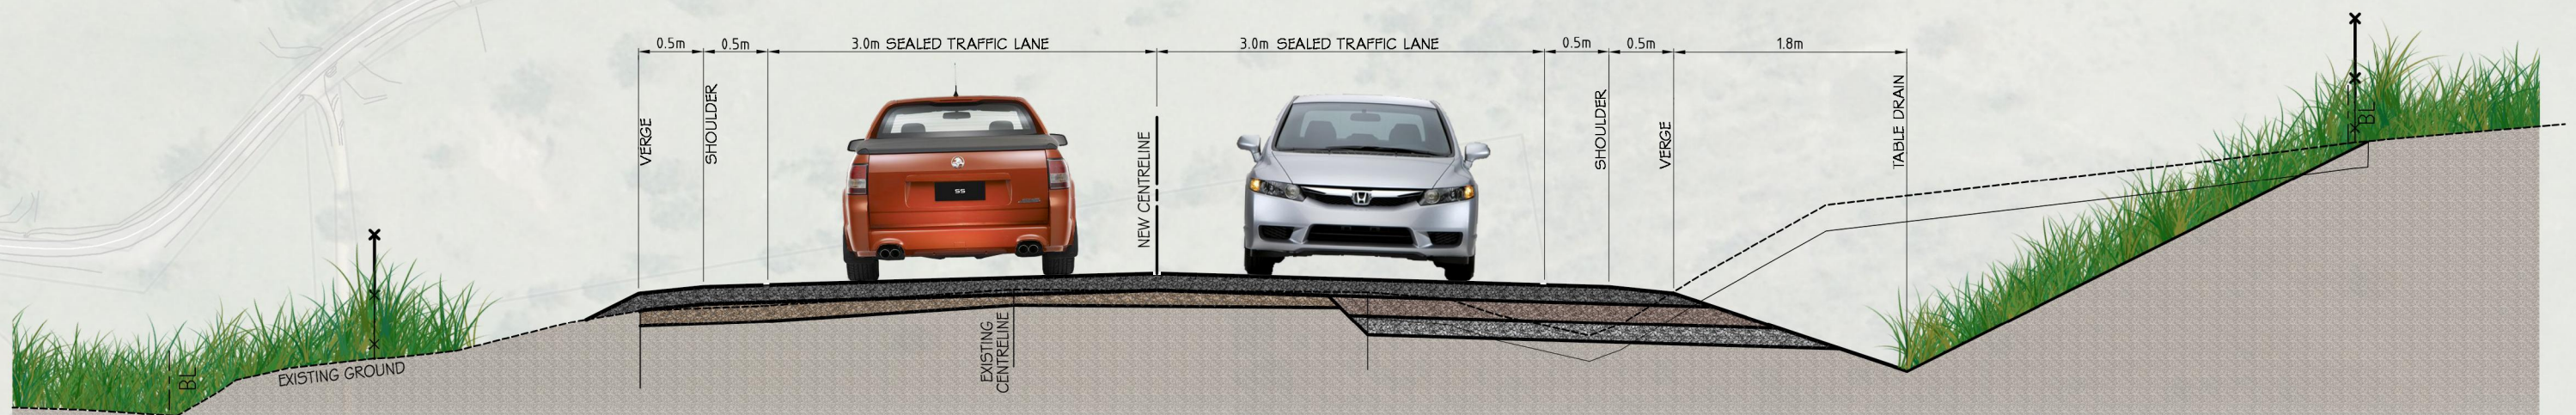 0.5m
0.5m
3.0m SEALED TRAFFIC LANE
3.0m SEALED TRAFFIC LANE
0.5m
0.5m
1.8m
VERGE
SHOULDER
NEW CENTRELINE
SHOULDER
VERGE
TABLE DRAIN
BL
SS
BL
EXISTING GROUND
EXISTING
CENTRELINE